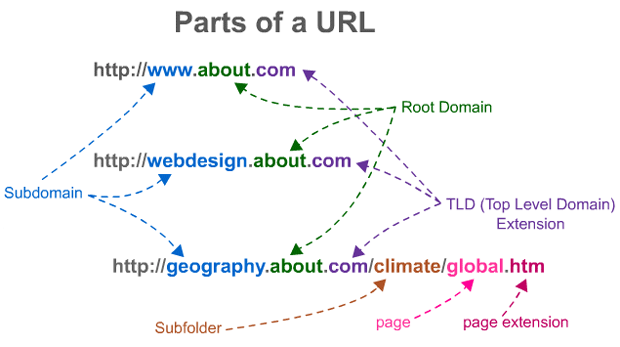 Parts of a URL
http://www.about.com
Root Domain
http://webdesign.about.com
Subdomain
TLD (Top Level Domain)
Extension
http://geography.about.com/climate/global.htm
Subfolder
page
page extension